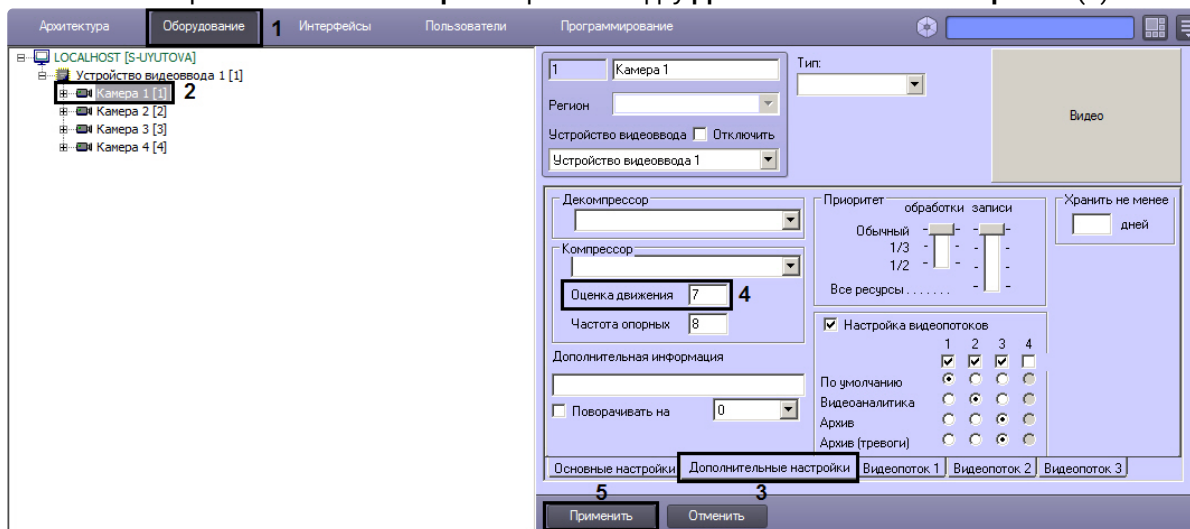 Архитектура Оборудование 1 Интерфейсы Пользователи Программирование
LOCALHOST [S-UYUTOVA]
Устройство видеоввода 1 [1]
Камера 1 [1] 2
Камера 2 [2]
Камера 3 [3]
Камера 4 [4]
1 Камера 1
Тип:
Регион
Устройство видеоввода Отключить
Устройство видеоввода 1
Видео
Декомпрессор
Компрессор
Оценка движения 7 4
Частота опорных 8
Дополнительная информация
Поворачивать на 0
Приоритет
обработки записи
Обычный
1/3
1/2
Все ресурсы.......
Хранить не менее
дней
Настройка видеопотоков
1 2 3 4
По умолчанию
Видеоаналитика
Архив
Архив (тревоги)
Основные настройки Дополнительные настройки Видеопоток 1 Видеопоток 2 Видеопоток 3
5 3
Применить Отменить